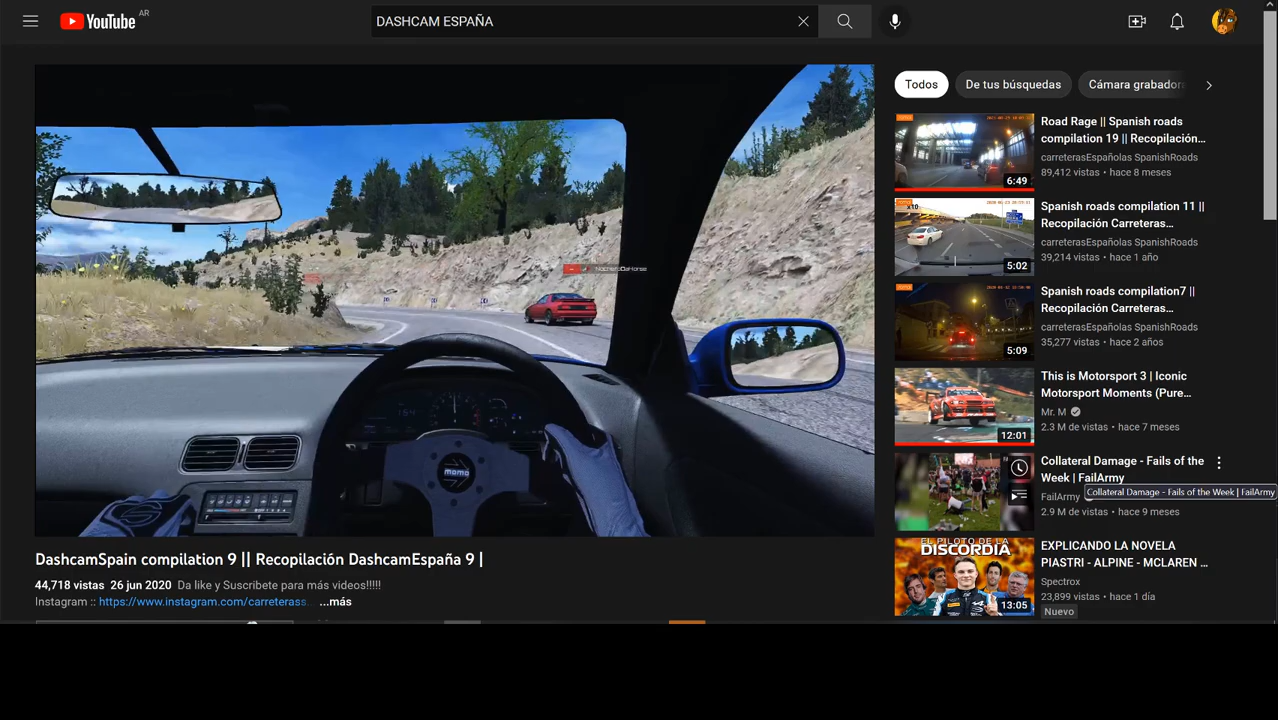 YouTube AR
DASHCAM ESPAÑA
momo
DashcamSpain compilation 9 || Recopilación DashcamEspaña 9 |
44,718 vistas 26 jun 2020 Da like y Suscribete para más videos!!!!!
Instagram :: https://www.instagram.com/carreterass... ...más
Todos
De tus búsquedas
Cámara grabadora
6:49
Road Rage || Spanish roads
compilation 19 || Recopilación...
carreterasEspañolas SpanishRoads
89,412 vistas • hace 8 meses
5:02
Spanish roads compilation 11 ||
Recopilación Carreteras...
carreterasEspañolas SpanishRoads
39,214 vistas • hace 1 año
5:09
Spanish roads compilation7 ||
Recopilación Carreteras...
carreterasEspañolas SpanishRoads
35,277 vistas • hace 2 años
12:01
This is Motorsport 3 | Iconic
Motorsport Moments (Pure...
Mr. M
2.3 M de vistas • hace 7 meses
Collateral Damage - Fails of the
Week | FailArmy
FailArmy
Collateral Damage - Fails of the Week | FailArmy
2.9 M de vistas • hace 9 meses
EL PILOTO DE LA
DISCORDIA
13:05
EXPLICANDO LA NOVELA
PIASTRI - ALPINE - MCLAREN ...
Spectrox
23,899 vistas • hace 1 día
Nuevo